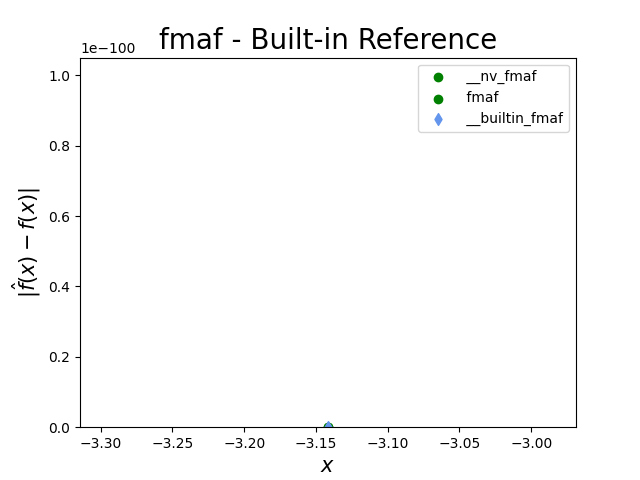 fmaf - Built-in Reference
1e−100
1.0
0.8
0.6
0.4
0.2
0.0
|f̂(x) − f(x)|
__nv_fmaf
fmaf
__builtin_fmaf
−3.30 −3.25 −3.20 −3.15 −3.10 −3.05 −3.00
x